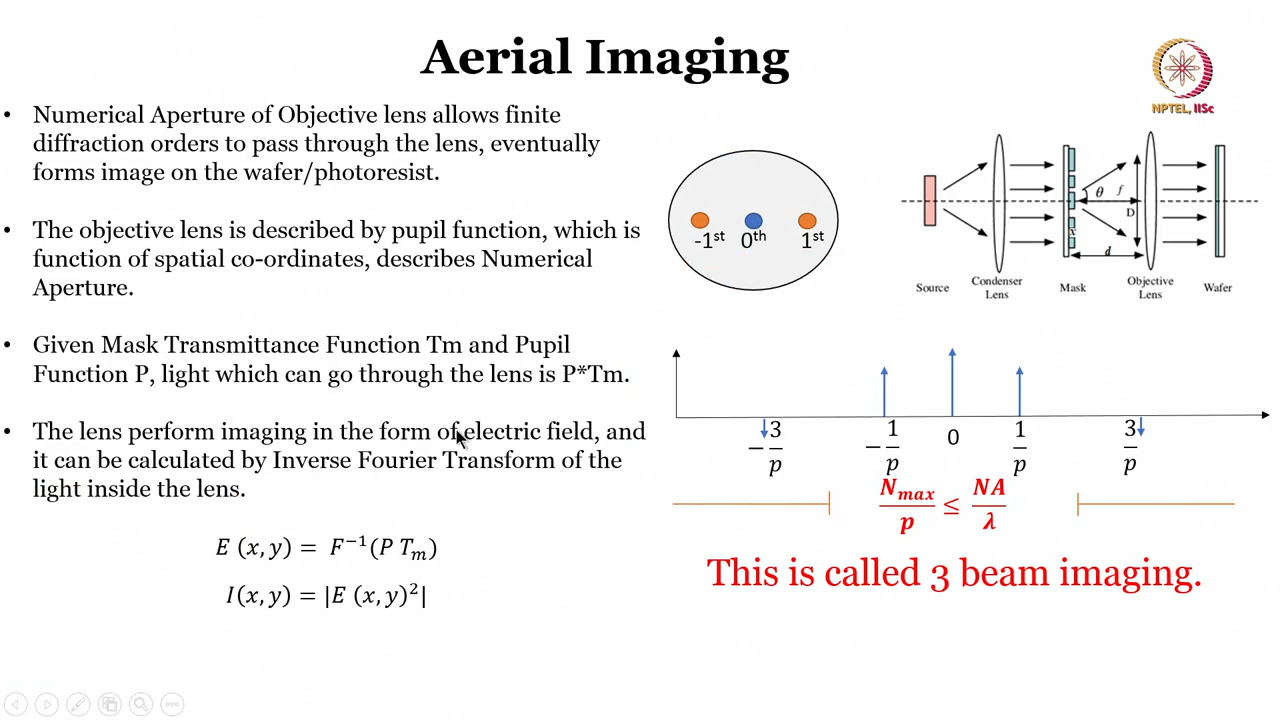 Aerial Imaging
NPTEL, IISc
• Numerical Aperture of Objective lens allows finite
diffraction orders to pass through the lens, eventually
forms image on the wafer/photoresist.
• The objective lens is described by pupil function, which is
function of spatial co-ordinates, describes Numerical
Aperture.
• Given Mask Transmittance Function Tm and Pupil
Function P, light which can go through the lens is P*Tm.
• The lens perform imaging in the form of electric field, and
it can be calculated by Inverse Fourier Transform of the
light inside the lens.
E (x, y) = F⁻¹(P Tₘ)
I(x, y) = |E (x, y)²|
-1st 0th 1st
θ f
D
x
d
Source Condenser Lens Mask Objective Lens Wafer
−3/p −1/p 0 1/p 3/p
Nmax/p ≤ NA/λ
This is called 3 beam imaging.